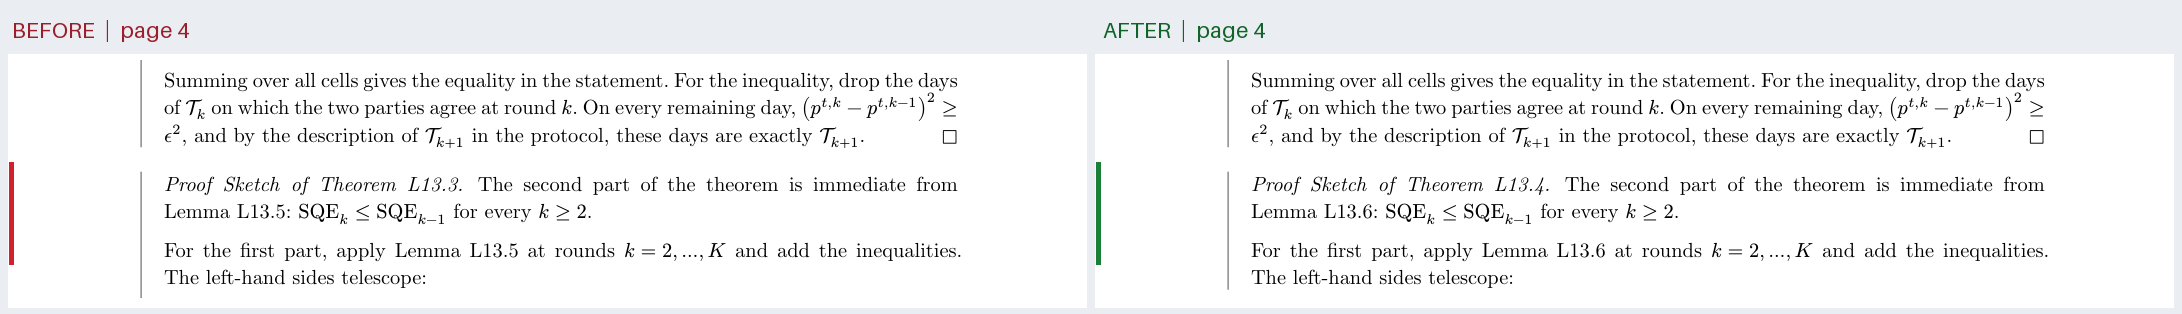 BEFORE | page 4
Summing over all cells gives the equality in the statement. For the inequality, drop the days
of 𝒯_k on which the two parties agree at round k. On every remaining day, (p^{t,k} − p^{t,k−1})^2 ≥
ϵ^2, and by the description of 𝒯_{k+1} in the protocol, these days are exactly 𝒯_{k+1}. □
Proof Sketch of Theorem L13.3. The second part of the theorem is immediate from
Lemma L13.5: SQE_k ≤ SQE_{k−1} for every k ≥ 2.
For the first part, apply Lemma L13.5 at rounds k = 2, ..., K and add the inequalities.
The left-hand sides telescope:
AFTER | page 4
Summing over all cells gives the equality in the statement. For the inequality, drop the days
of 𝒯_k on which the two parties agree at round k. On every remaining day, (p^{t,k} − p^{t,k−1})^2 ≥
ϵ^2, and by the description of 𝒯_{k+1} in the protocol, these days are exactly 𝒯_{k+1}. □
Proof Sketch of Theorem L13.4. The second part of the theorem is immediate from
Lemma L13.6: SQE_k ≤ SQE_{k−1} for every k ≥ 2.
For the first part, apply Lemma L13.6 at rounds k = 2, ..., K and add the inequalities.
The left-hand sides telescope: